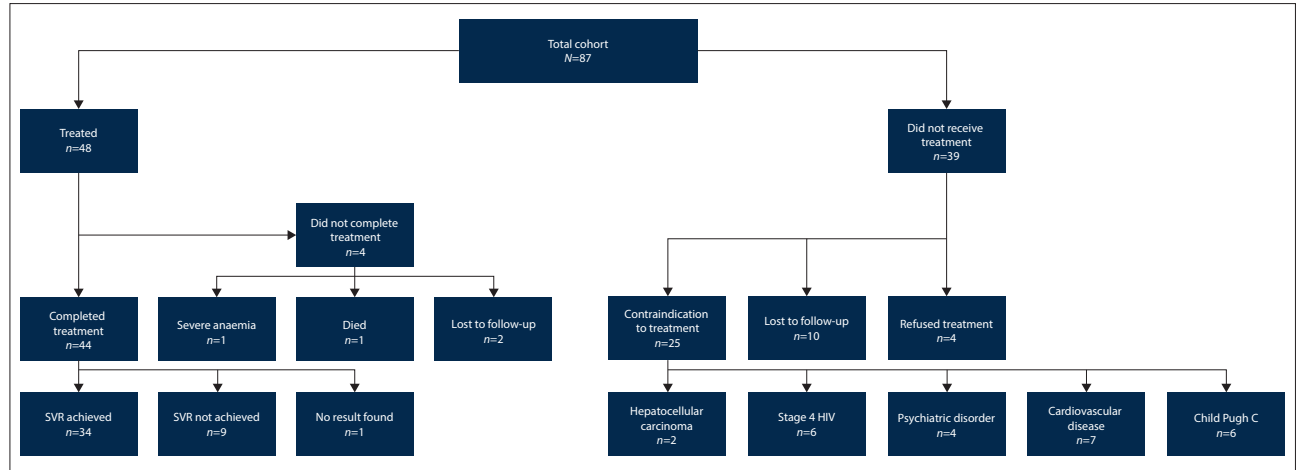 Total cohort
N=87
Treated
n=48
Did not receive
treatment
n=39
Did not complete
treatment
n=4
Completed
treatment
n=44
Severe anaemia
n=1
Died
n=1
Lost to follow-up
n=2
Contraindication
to treatment
n=25
Lost to follow-up
n=10
Refused treatment
n=4
SVR achieved
n=34
SVR not achieved
n=9
No result found
n=1
Hepatocellular
carcinoma
n=2
Stage 4 HIV
n=6
Psychiatric disorder
n=4
Cardiovascular
disease
n=7
Child Pugh C
n=6